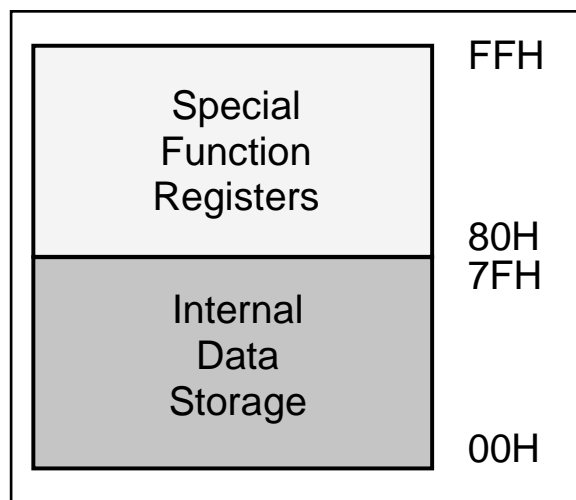 FFH
Special
Function
Registers
80H
7FH
Internal
Data
Storage
00H